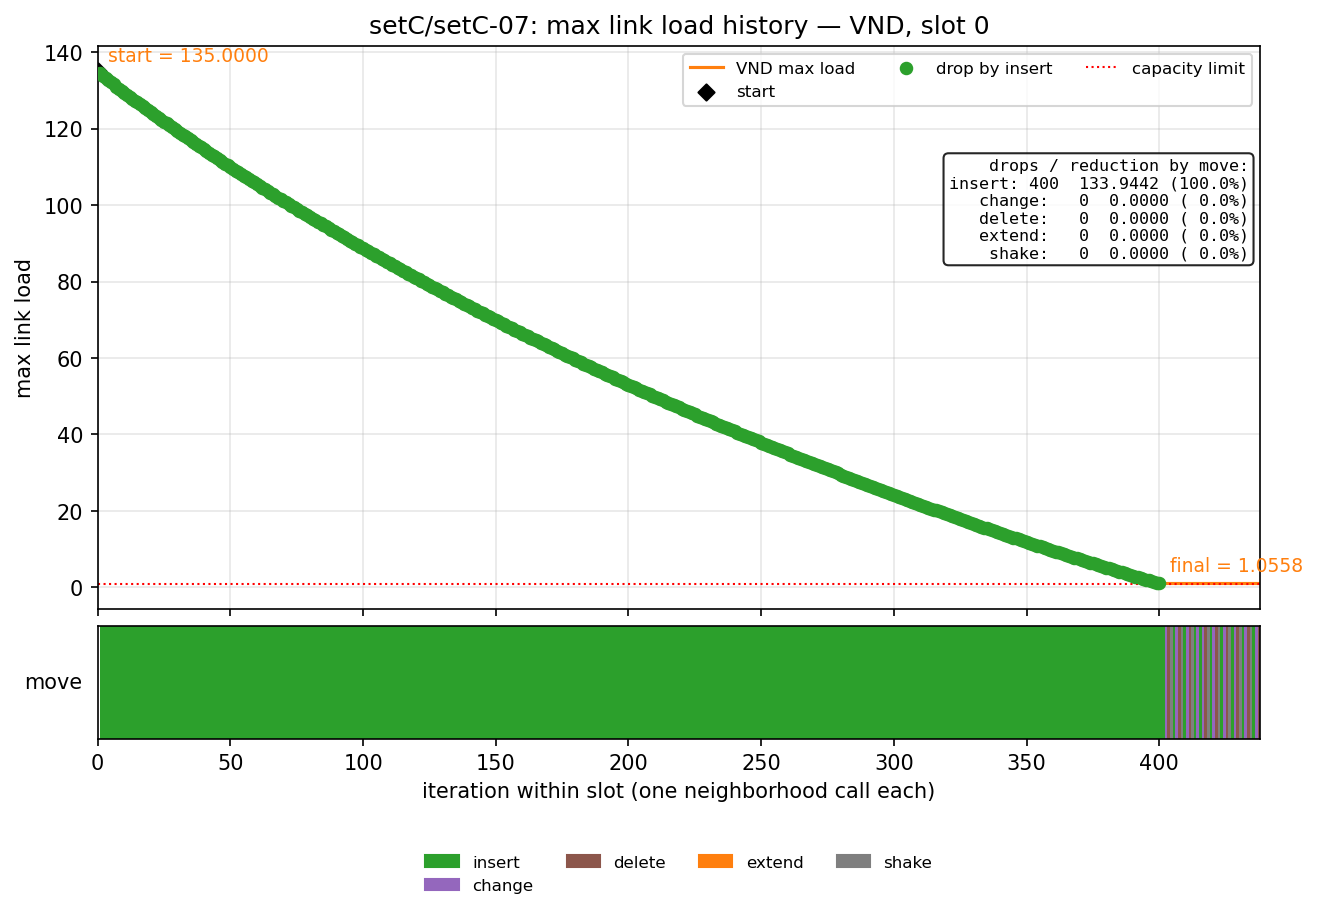 setC/setC-07: max link load history — VND, slot 0
start = 135.0000
VND max load
start
drop by insert
capacity limit
drops / reduction by move:
insert: 400 133.9442 (100.0%)
change: 0 0.0000 ( 0.0%)
delete: 0 0.0000 ( 0.0%)
extend: 0 0.0000 ( 0.0%)
shake: 0 0.0000 ( 0.0%)
max link load
140
120
100
80
60
40
20
0
final = 1.0558
move
0 50 100 150 200 250 300 350 400
iteration within slot (one neighborhood call each)
insert
change
delete
extend
shake